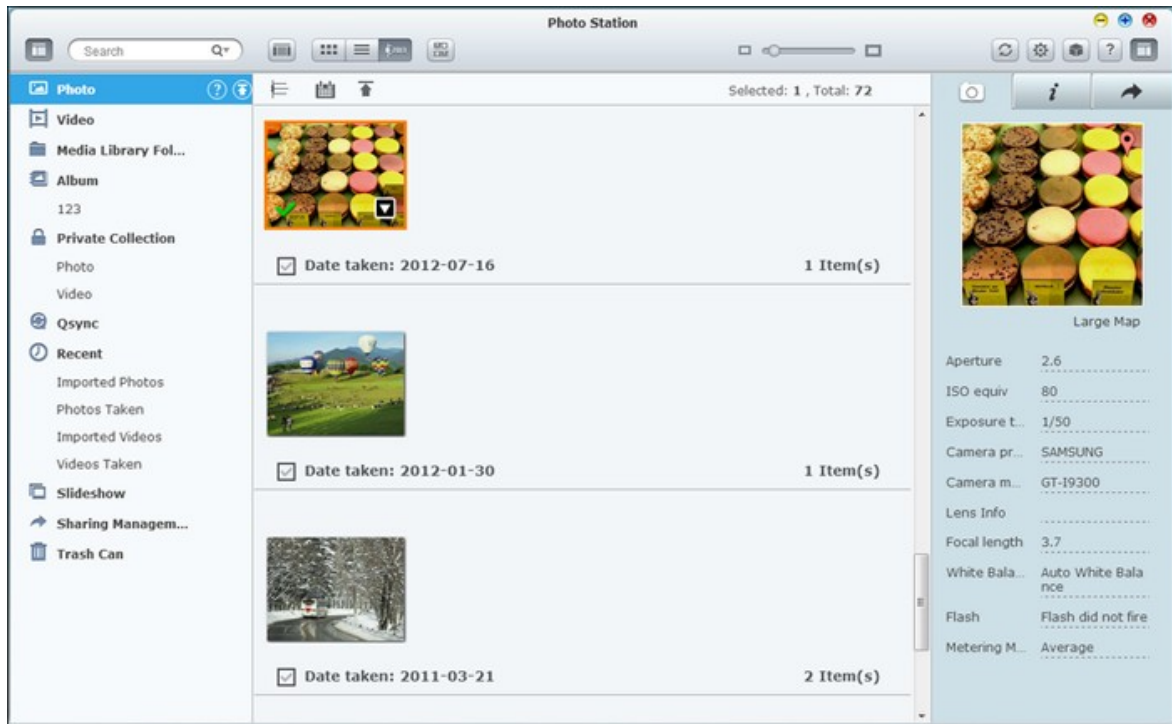 Photo Station
Search
Selected: 1 , Total: 72
Photo
Video
Media Library Fol...
Album
123
Private Collection
Photo
Video
Qsync
Recent
Imported Photos
Photos Taken
Imported Videos
Videos Taken
Slideshow
Sharing Managem...
Trash Can
Date taken: 2012-07-16 1 Item(s)
Date taken: 2012-01-30 1 Item(s)
Date taken: 2011-03-21 2 Item(s)
Large Map
Aperture 2.6
ISO equiv 80
Exposure t... 1/50
Camera pr... SAMSUNG
Camera m... GT-I9300
Lens Info
Focal length 3.7
White Bala... Auto White Bala
nce
Flash Flash did not fire
Metering M... Average